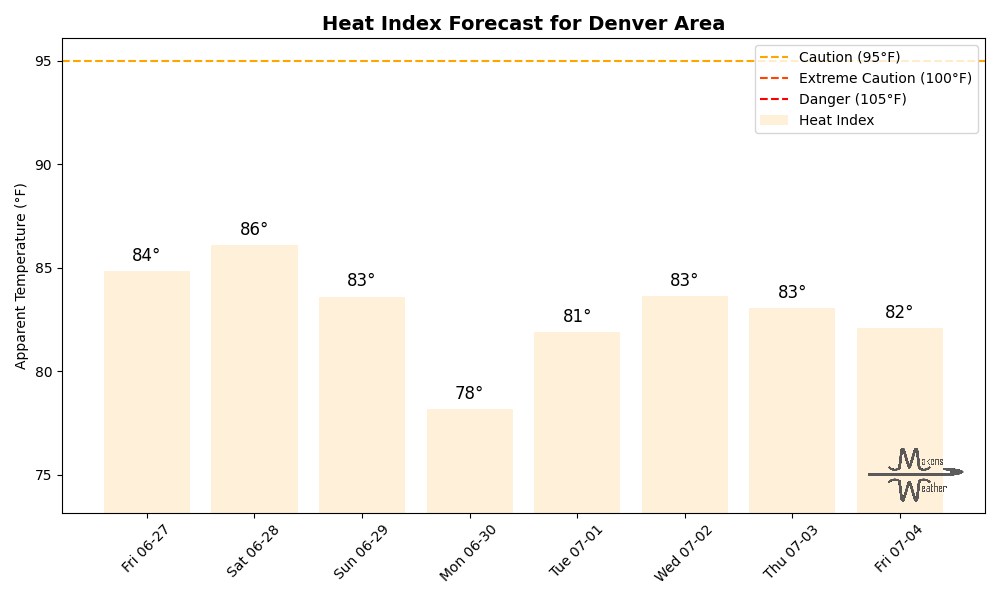 Heat Index Forecast for Denver Area
Caution (95°F)
Extreme Caution (100°F)
Danger (105°F)
Heat Index
Apparent Temperature (°F)
95
90
85
80
75
84°
86°
83°
78°
81°
83°
83°
82°
Makens
Weather
Fri 06-27
Sat 06-28
Sun 06-29
Mon 06-30
Tue 07-01
Wed 07-02
Thu 07-03
Fri 07-04